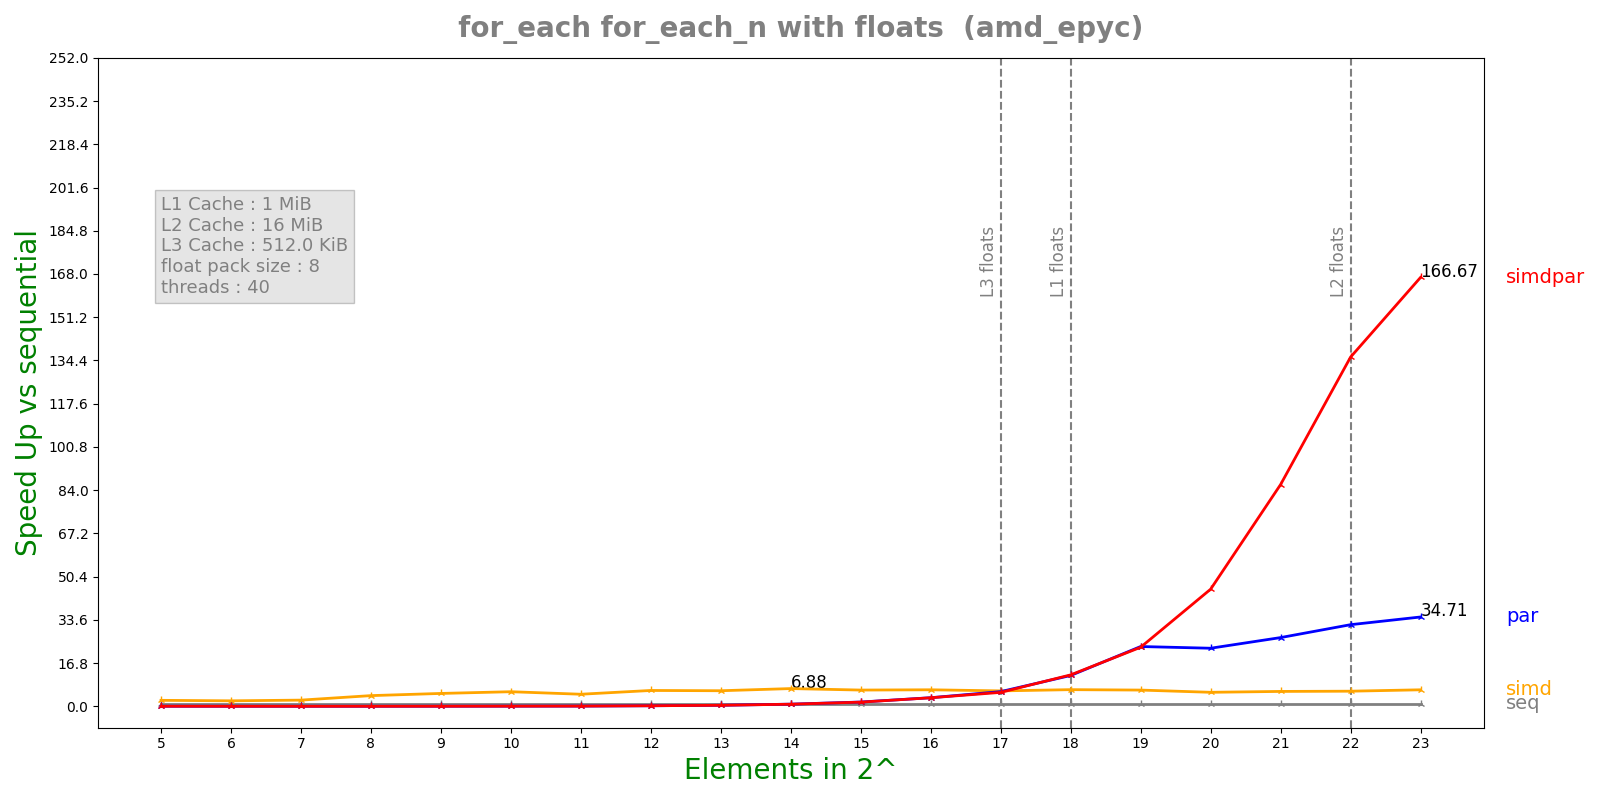 for_each for_each_n with floats  (amd_epyc)
Speed Up vs sequential
252.0
235.2
218.4
201.6
184.8
168.0
151.2
134.4
117.6
100.8
84.0
67.2
50.4
33.6
16.8
0.0
L1 Cache : 1 MiB
L2 Cache : 16 MiB
L3 Cache : 512.0 KiB
float pack size : 8
threads : 40
L3 floats
L1 floats
L2 floats
166.67
34.71
6.88
simdpar
par
simd
seq
5 6 7 8 9 10 11 12 13 14 15 16 17 18 19 20 21 22 23
Elements in 2^